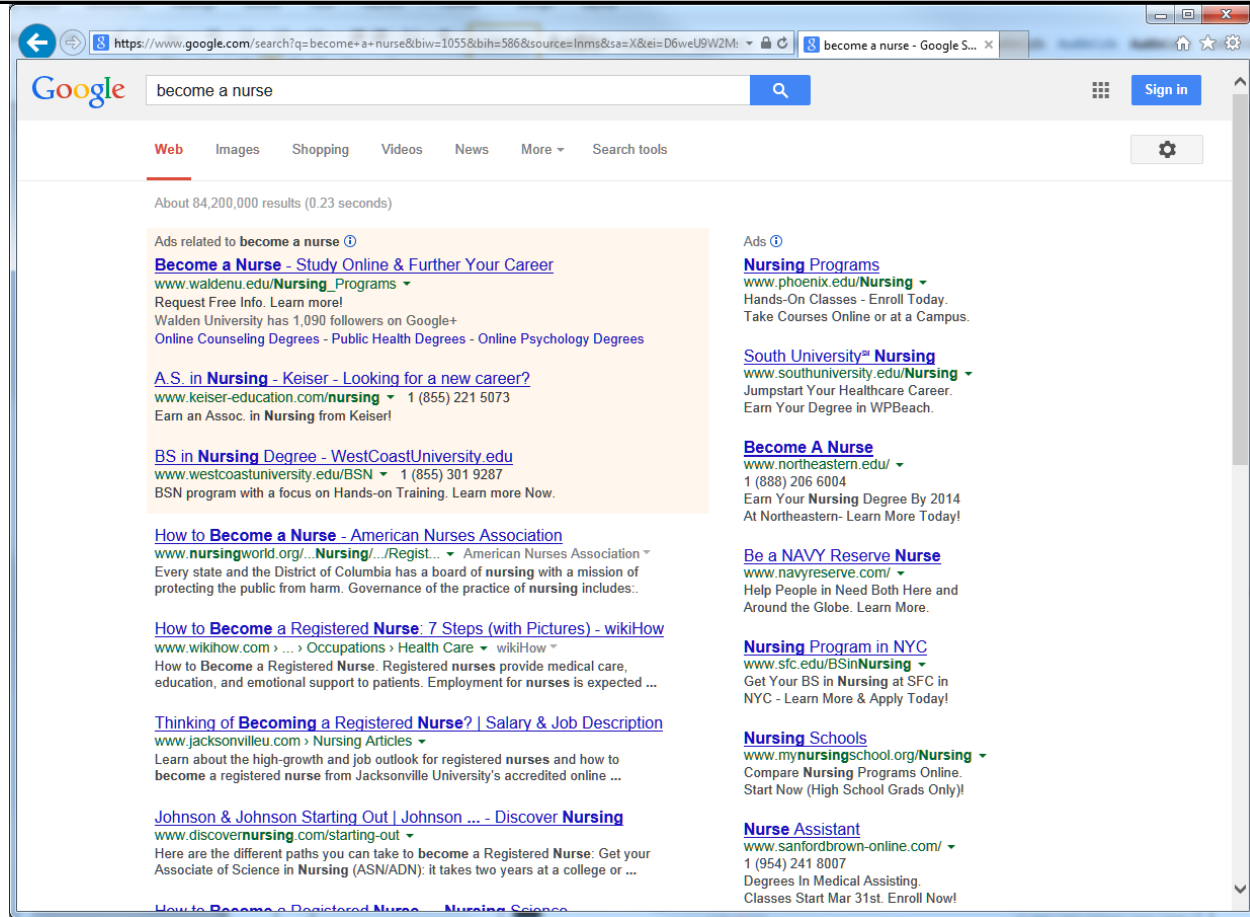 https://www.google.com/search?q=become+a+nurse&biw=1055&bih=586&source=lnms&sa=X&ei=D6weU9W2M:
become a nurse - Google S...
Google
become a nurse
Sign in
Web Images Shopping Videos News More Search tools
About 84,200,000 results (0.23 seconds)
Ads related to become a nurse
Become a Nurse - Study Online & Further Your Career
www.waldenu.edu/Nursing_Programs
Request Free Info. Learn more!
Walden University has 1,090 followers on Google+
Online Counseling Degrees - Public Health Degrees - Online Psychology Degrees
A.S. in Nursing - Keiser - Looking for a new career?
www.keiser-education.com/nursing 1 (855) 221 5073
Earn an Assoc. in Nursing from Keiser!
BS in Nursing Degree - WestCoastUniversity.edu
www.westcoastuniversity.edu/BSN 1 (855) 301 9287
BSN program with a focus on Hands-on Training. Learn more Now.
How to Become a Nurse - American Nurses Association
www.nursingworld.org/...Nursing/.../Regist... American Nurses Association
Every state and the District of Columbia has a board of nursing with a mission of
protecting the public from harm. Governance of the practice of nursing includes:.
How to Become a Registered Nurse: 7 Steps (with Pictures) - wikiHow
www.wikihow.com › ... › Occupations › Health Care wikiHow
How to Become a Registered Nurse. Registered nurses provide medical care,
education, and emotional support to patients. Employment for nurses is expected ...
Thinking of Becoming a Registered Nurse? | Salary & Job Description
www.jacksonvilleu.com › Nursing Articles
Learn about the high-growth and job outlook for registered nurses and how to
become a registered nurse from Jacksonville University's accredited online ...
Johnson & Johnson Starting Out | Johnson ... - Discover Nursing
www.discovernursing.com/starting-out
Here are the different paths you can take to become a Registered Nurse: Get your
Associate of Science in Nursing (ASN/ADN): it takes two years at a college or ...
How to Become a Registered Nurse ... Nursing Science
Ads
Nursing Programs
www.phoenix.edu/Nursing
Hands-On Classes - Enroll Today.
Take Courses Online or at a Campus.
South University℠ Nursing
www.southuniversity.edu/Nursing
Jumpstart Your Healthcare Career.
Earn Your Degree in WPBeach.
Become A Nurse
www.northeastern.edu/
1 (888) 206 6004
Earn Your Nursing Degree By 2014
At Northeastern- Learn More Today!
Be a NAVY Reserve Nurse
www.navyreserve.com/
Help People in Need Both Here and
Around the Globe. Learn More.
Nursing Program in NYC
www.sfc.edu/BSinNursing
Get Your BS in Nursing at SFC in
NYC - Learn More & Apply Today!
Nursing Schools
www.mynursingschool.org/Nursing
Compare Nursing Programs Online.
Start Now (High School Grads Only)!
Nurse Assistant
www.sanfordbrown-online.com/
1 (954) 241 8007
Degrees In Medical Assisting.
Classes Start Mar 31st. Enroll Now!